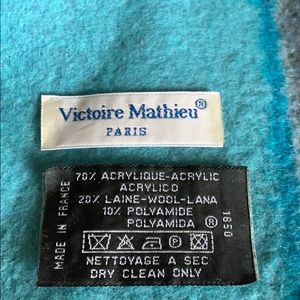 Victoire Mathieu®
PARIS
70% ACRYLIQUE-ACRYLIC
ACRYLICO
20% LAINE-WOOL-LANA
10% POLYAMIDE
POLYAMIDA ®
NETTOYAGE A SEC
DRY CLEAN ONLY
MADE IN FRANCE
1650